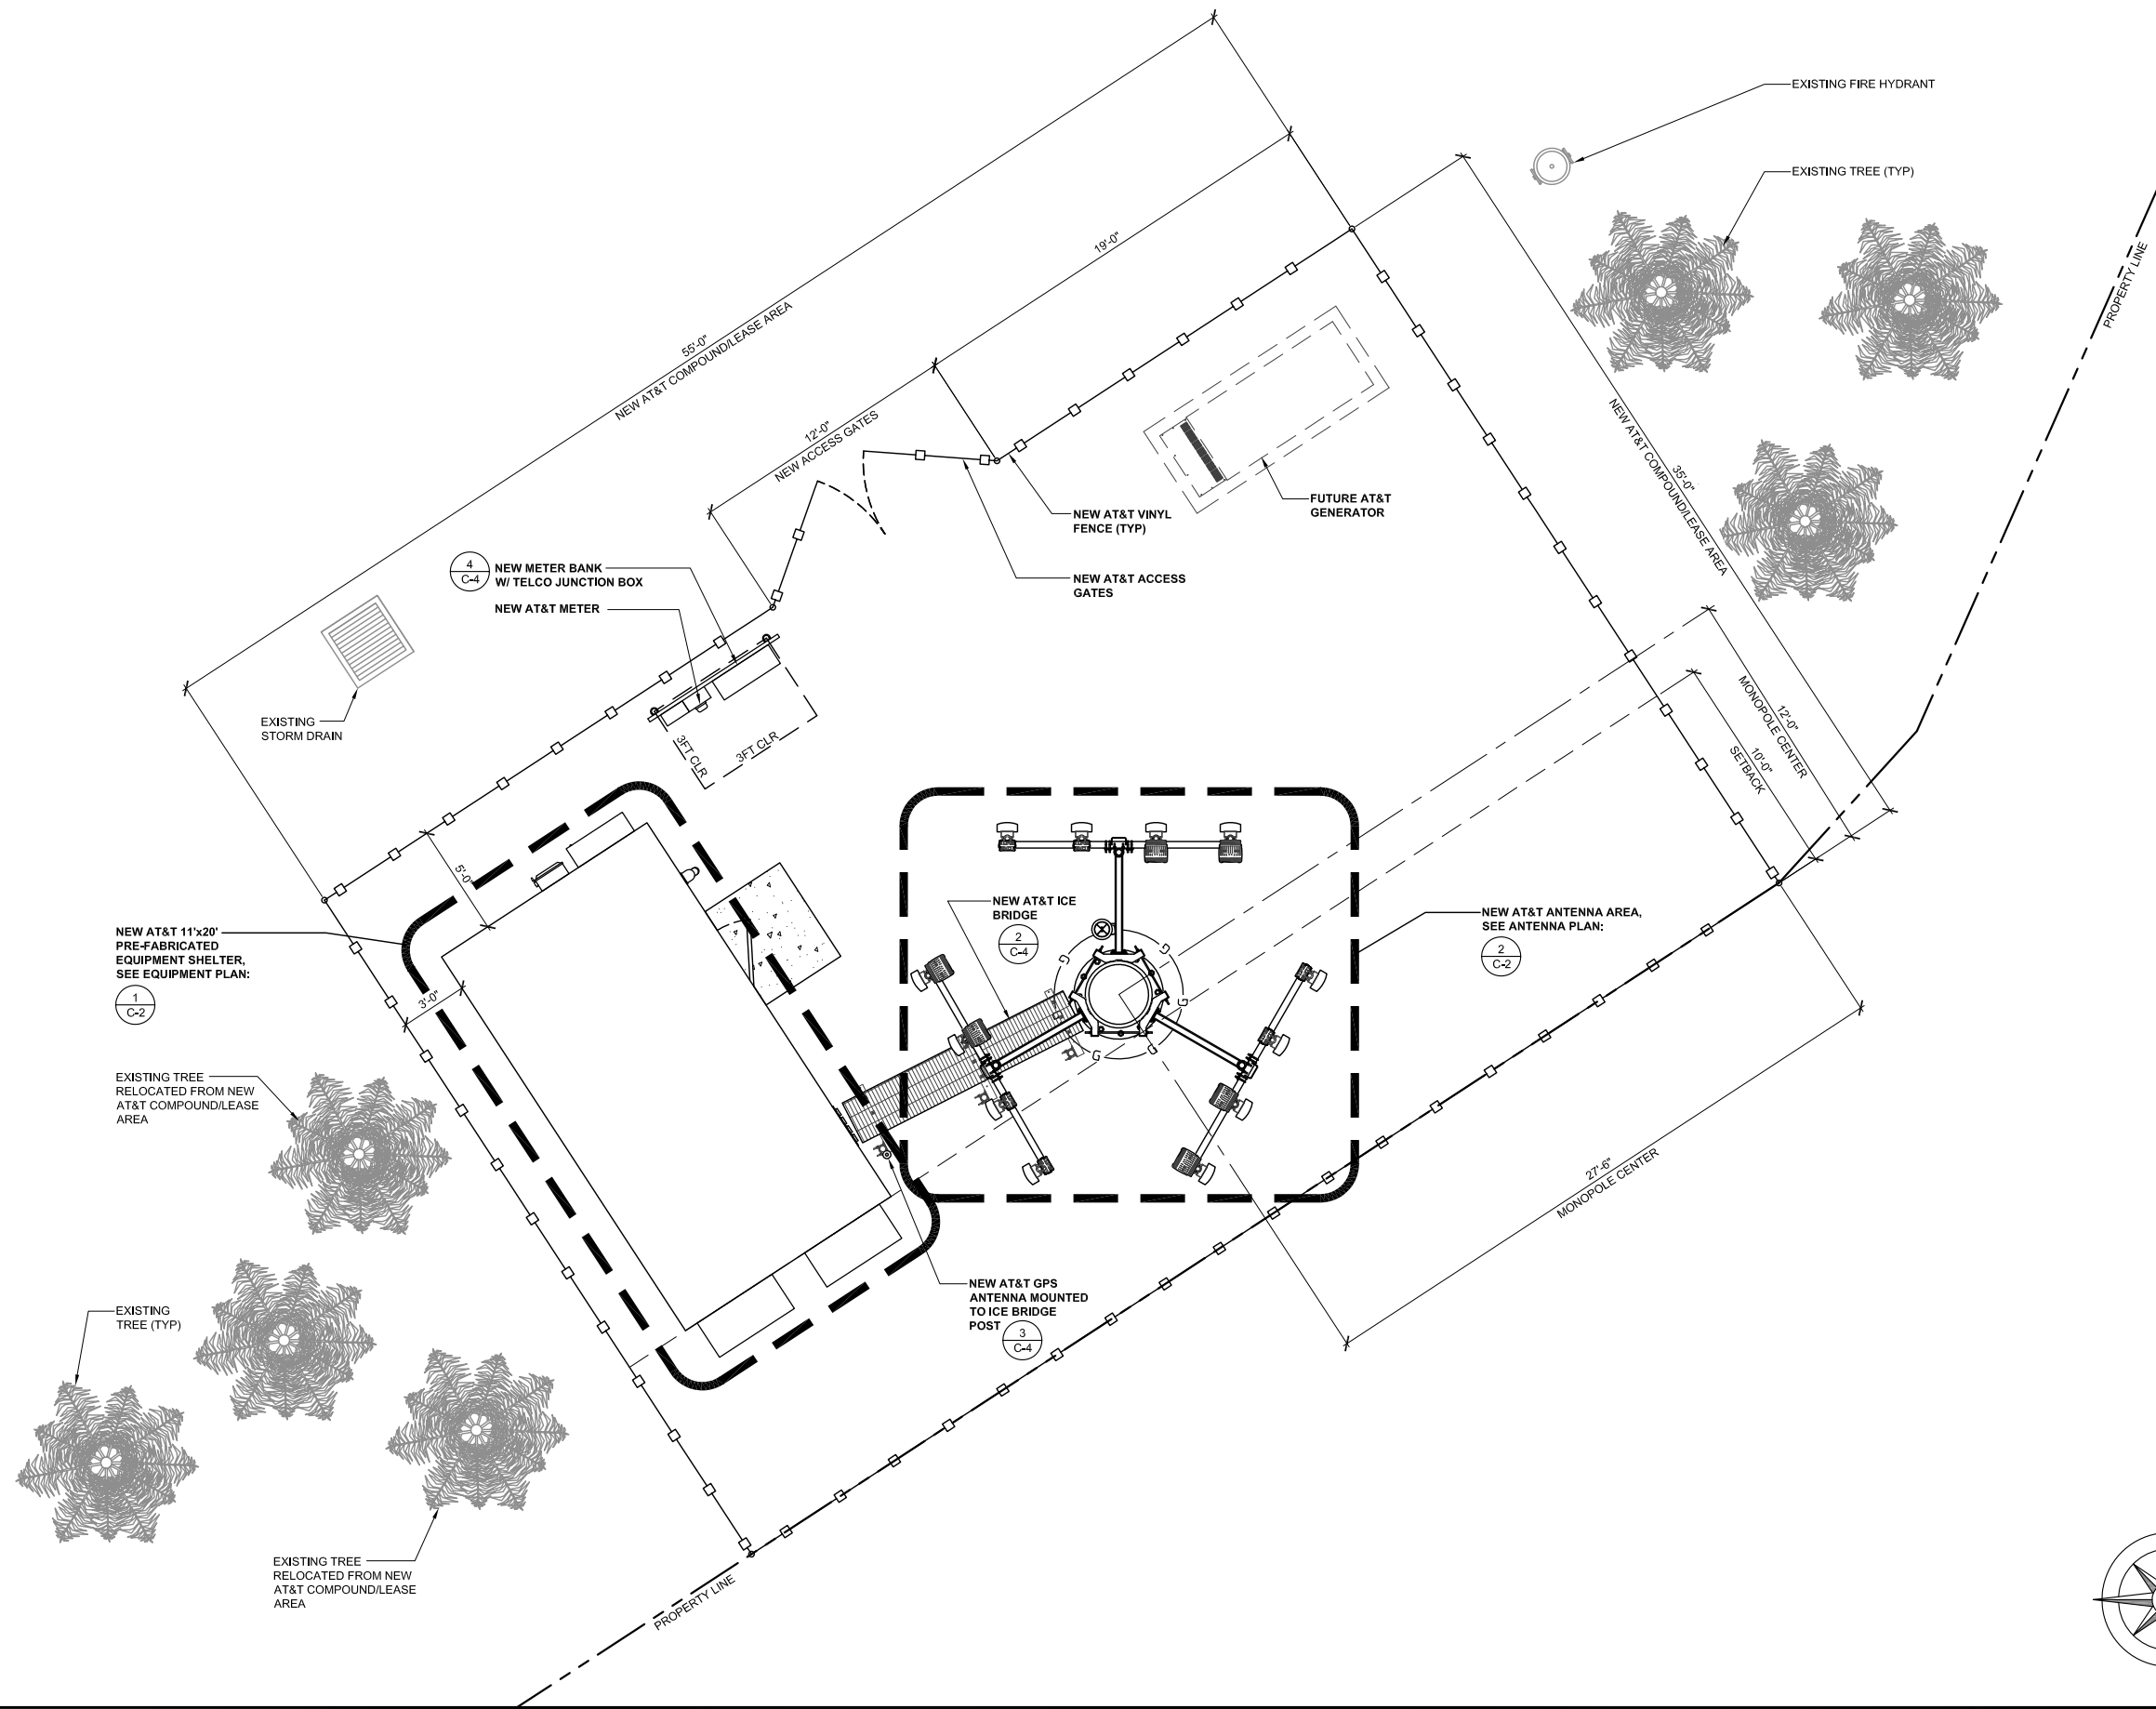 EXISTING FIRE HYDRANT
EXISTING TREE (TYP)
PROPERTY LINE
55'-0"
NEW AT&T COMPOUND/LEASE AREA
19'-0"
12'-0"
NEW ACCESS GATES
35'-0"
NEW AT&T COMPOUND/LEASE AREA
NEW AT&T VINYL
FENCE (TYP)
FUTURE AT&T
GENERATOR
NEW AT&T ACCESS
GATES
4
C-4
NEW METER BANK
W/ TELCO JUNCTION BOX
NEW AT&T METER
EXISTING
STORM DRAIN
3FT CLR
3FT CLR
12'-0"
MONOPOLE CENTER
10'-0"
SETBACK
5'-0"
3'-0"
NEW AT&T 11'x20'
PRE-FABRICATED
EQUIPMENT SHELTER,
SEE EQUIPMENT PLAN:
1
C-2
NEW AT&T ICE
BRIDGE
2
C-4
NEW AT&T ANTENNA AREA,
SEE ANTENNA PLAN:
2
C-2
G
G
G
G
G
G
EXISTING TREE
RELOCATED FROM NEW
AT&T COMPOUND/LEASE
AREA
27'-6"
MONOPOLE CENTER
NEW AT&T GPS
ANTENNA MOUNTED
TO ICE BRIDGE
POST
3
C-4
EXISTING
TREE (TYP)
EXISTING TREE
RELOCATED FROM NEW
AT&T COMPOUND/LEASE
AREA
PROPERTY LINE